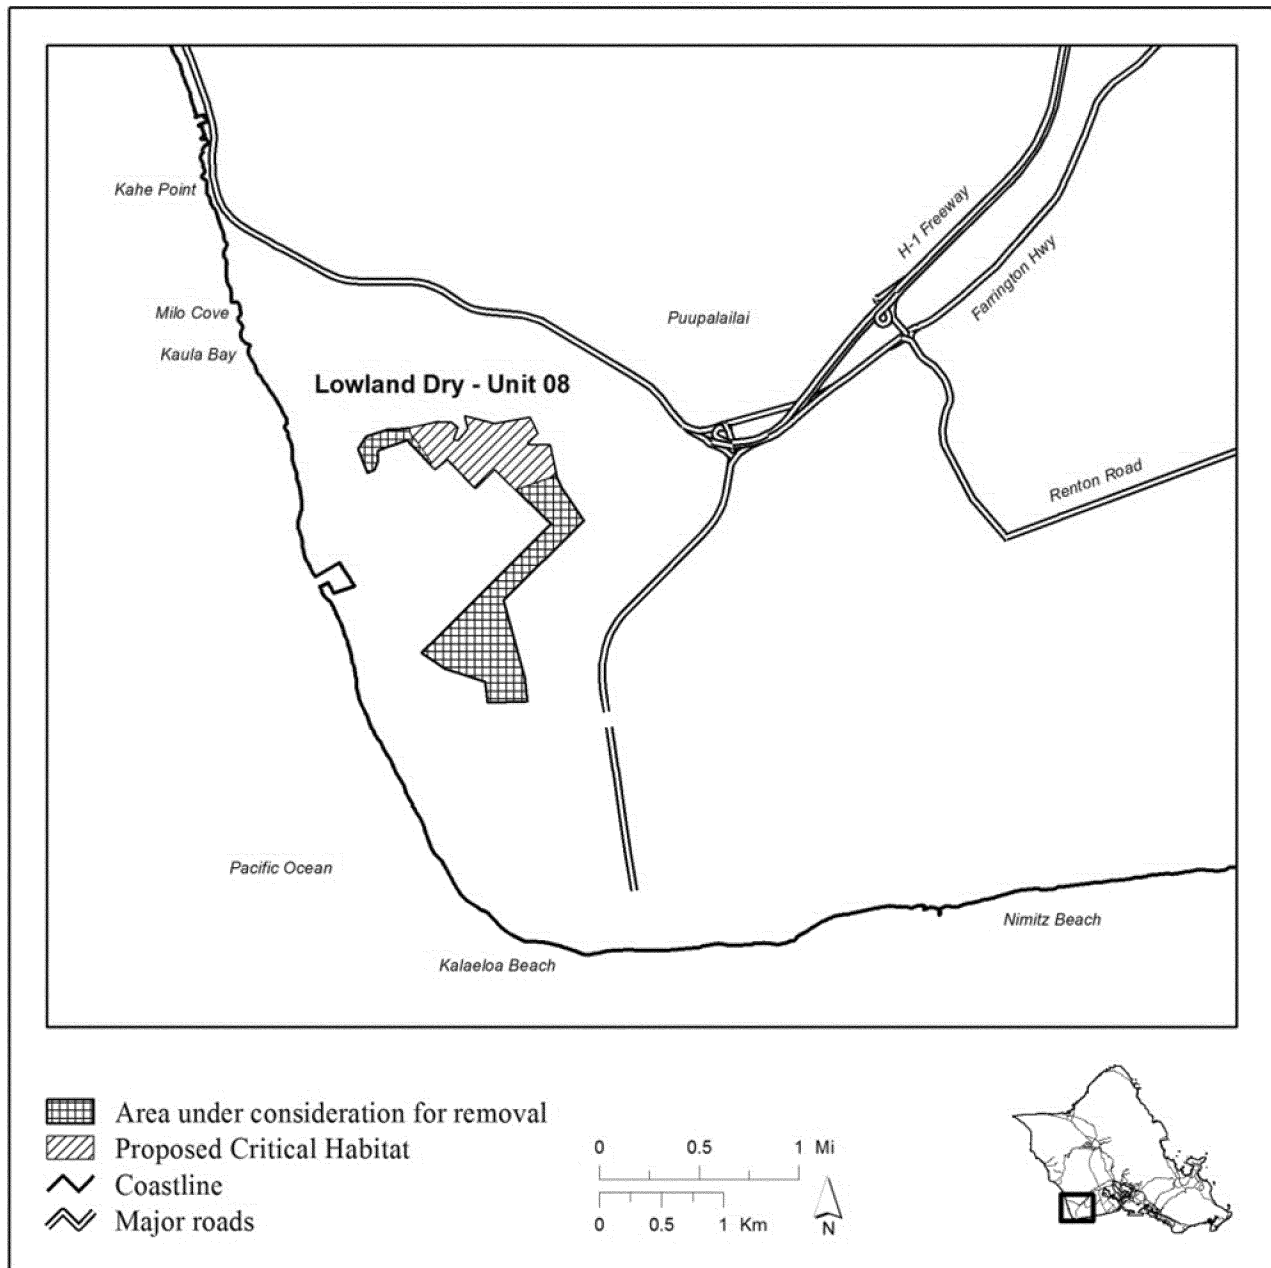 Kahe Point
H-1 Freeway
Farrington Hwy
Milo Cove
Puupalailai
Kaula Bay
Lowland Dry - Unit 08
Renton Road
Pacific Ocean
Nimitz Beach
Kalaeloa Beach
Area under consideration for removal
Proposed Critical Habitat
Coastline
Major roads
0 0.5 1 Mi
0 0.5 1 Km
N